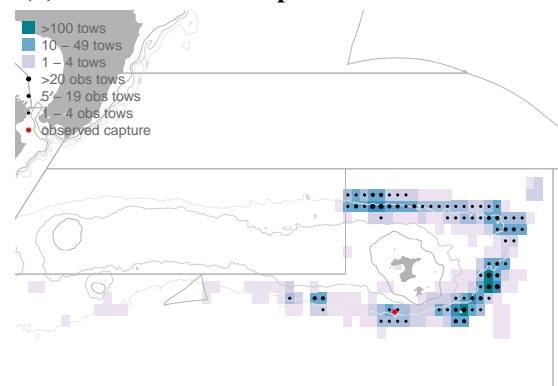 >100 tows
10 – 49 tows
1 – 4 tows
>20 obs tows
5 – 19 obs tows
1 – 4 obs tows
observed capture